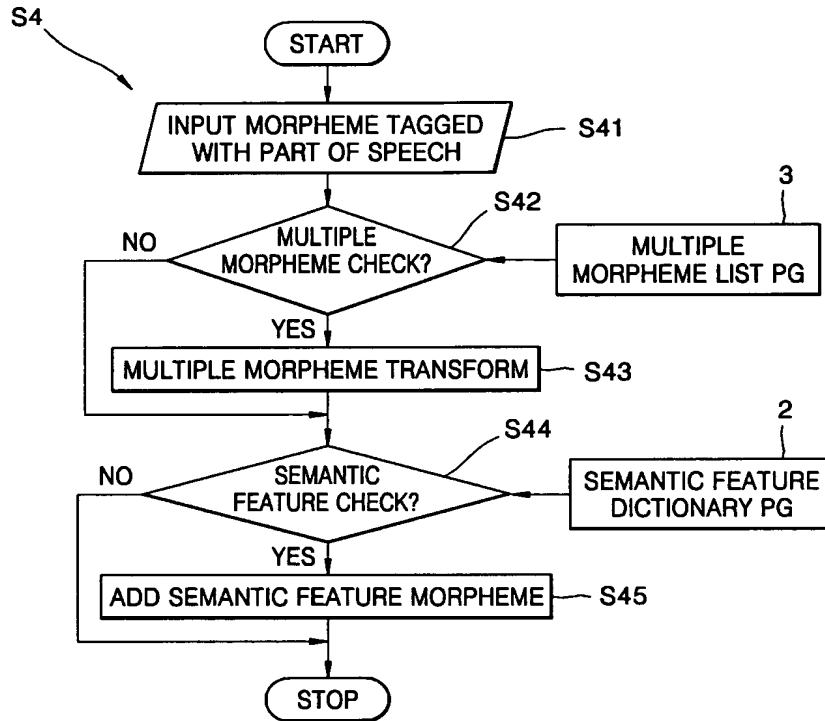 S4
START
INPUT MORPHEME TAGGED
WITH PART OF SPEECH
S41
S42
3
NO
MULTIPLE
MORPHEME CHECK?
MULTIPLE
MORPHEME LIST PG
YES
MULTIPLE MORPHEME TRANSFORM
S43
S44
2
NO
SEMANTIC
FEATURE CHECK?
SEMANTIC FEATURE
DICTIONARY PG
YES
ADD SEMANTIC FEATURE MORPHEME
S45
STOP